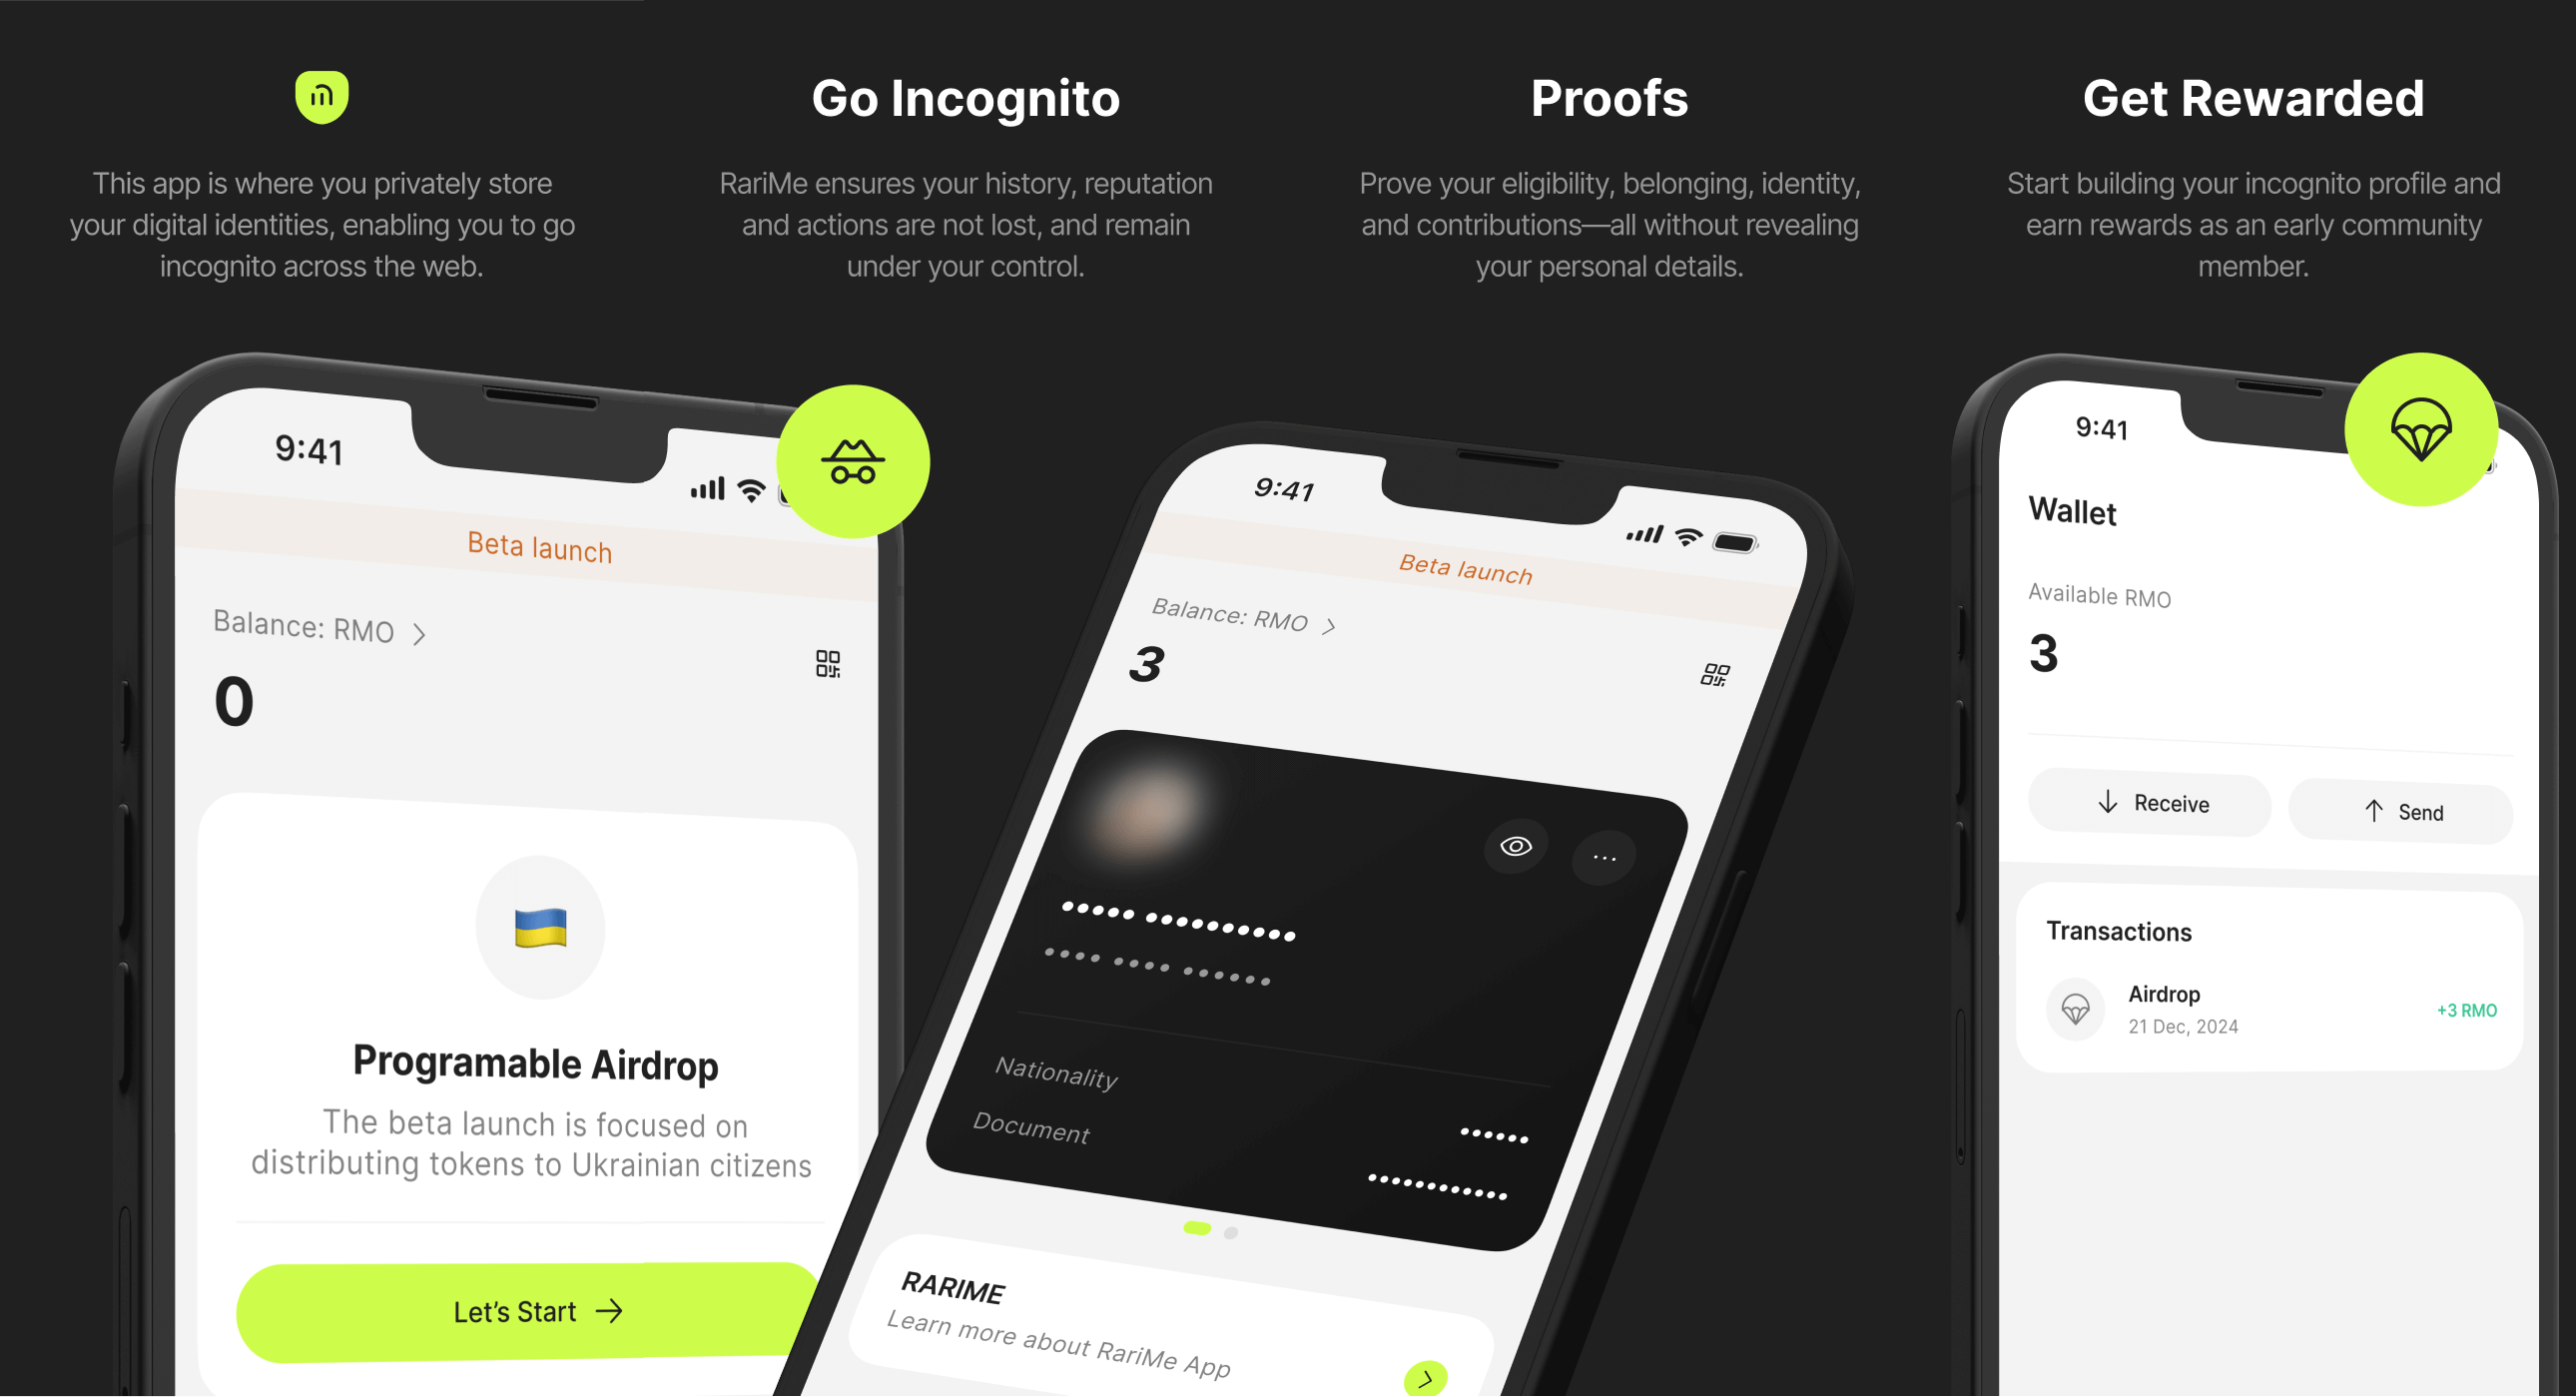 This app is where you privately store
your digital identities, enabling you to go
incognito across the web.
Go Incognito
RariMe ensures your history, reputation
and actions are not lost, and remain
under your control.
Proofs
Prove your eligibility, belonging, identity,
and contributions—all without revealing
your personal details.
Get Rewarded
Start building your incognito profile and
earn rewards as an early community
member.
9:41
Beta launch
Balance: RMO
0
Programable Airdrop
The beta launch is focused on
distributing tokens to Ukrainian citizens
Let’s Start
9:41
Beta launch
Balance: RMO
3
Nationality
Document
RARIME
Learn more about RariMe App
9:41
Wallet
Available RMO
3
Receive
Send
Transactions
Airdrop
21 Dec, 2024
+3 RMO